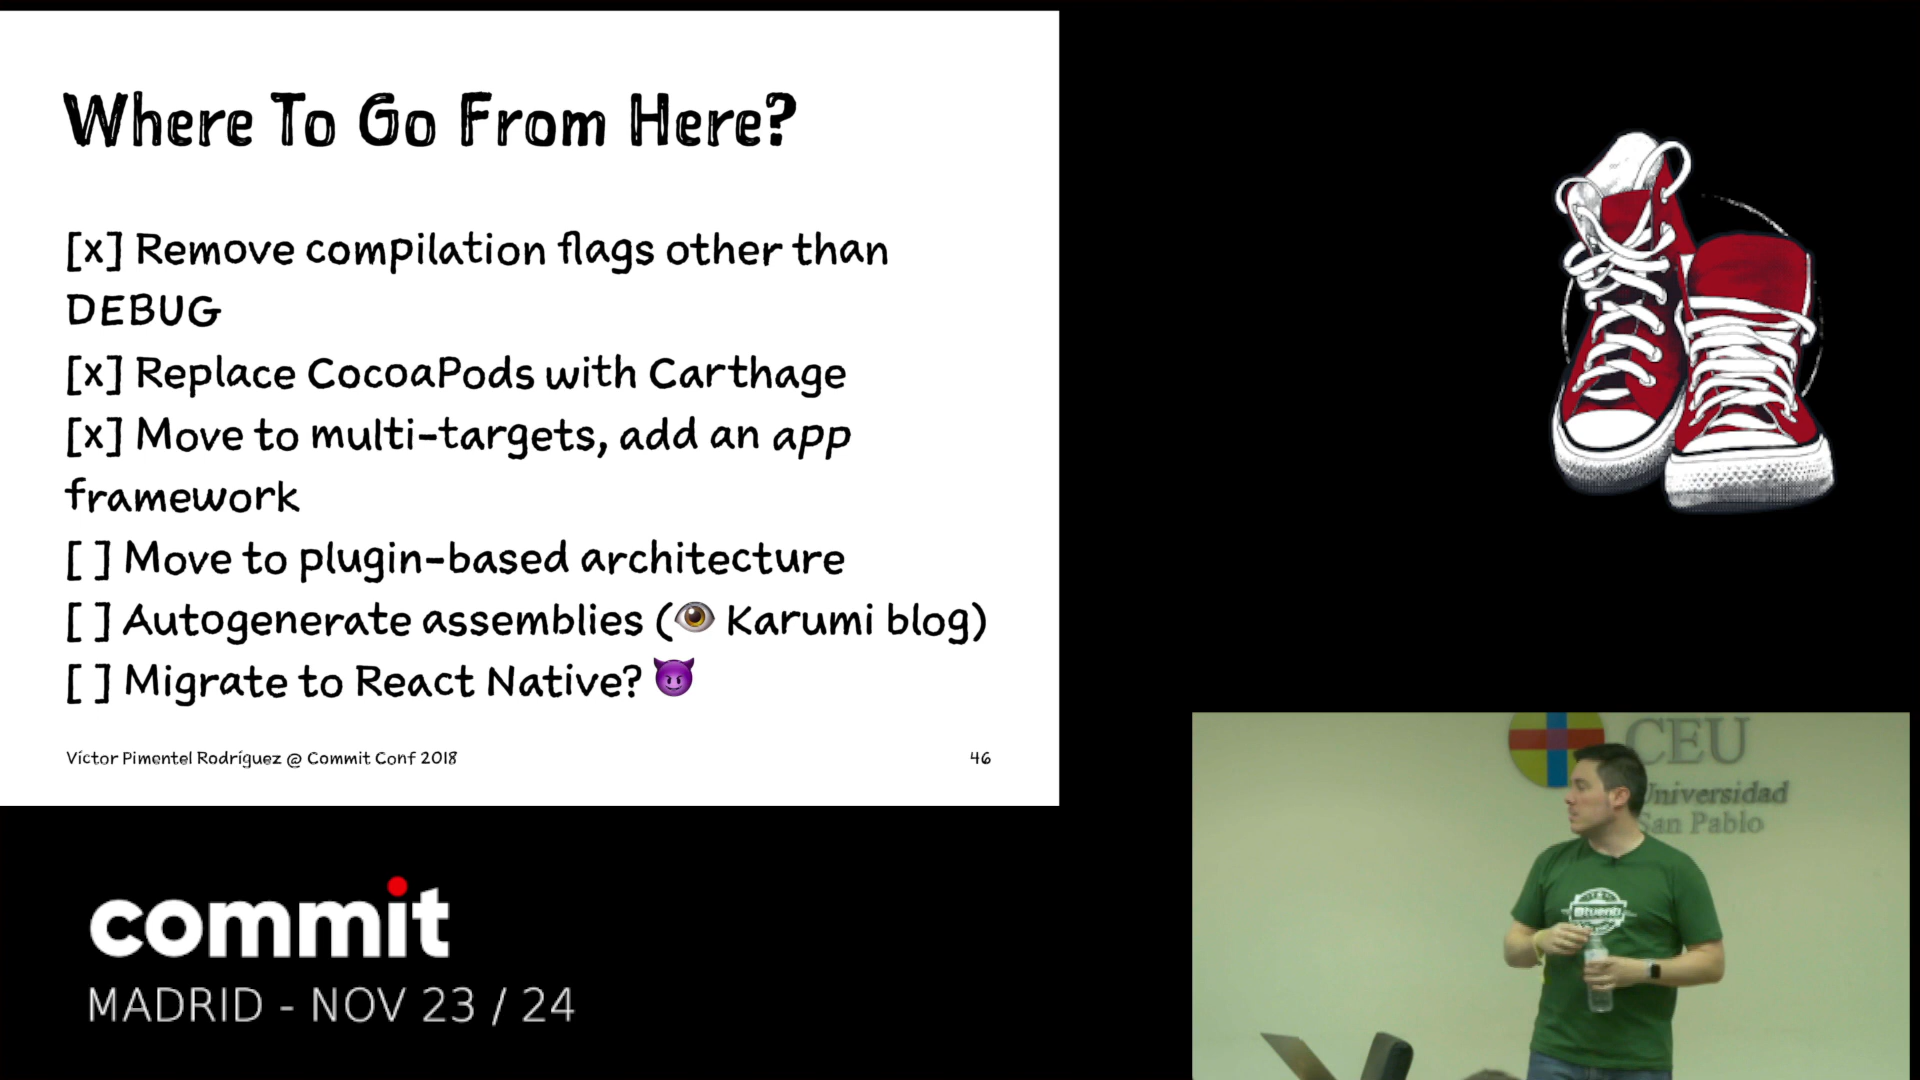 Where To Go From Here?
[x] Remove compilation flags other than
DEBUG
[x] Replace CocoaPods with Carthage
[x] Move to multi-targets, add an app
framework
[ ] Move to plugin-based architecture
[ ] Autogenerate assemblies (👁 Karumi blog)
[ ] Migrate to React Native? 😈
Víctor Pimentel Rodríguez @ Commit Conf 2018
46
commit
MADRID - NOV 23 / 24
CEU
Universidad
San Pablo
tuenti